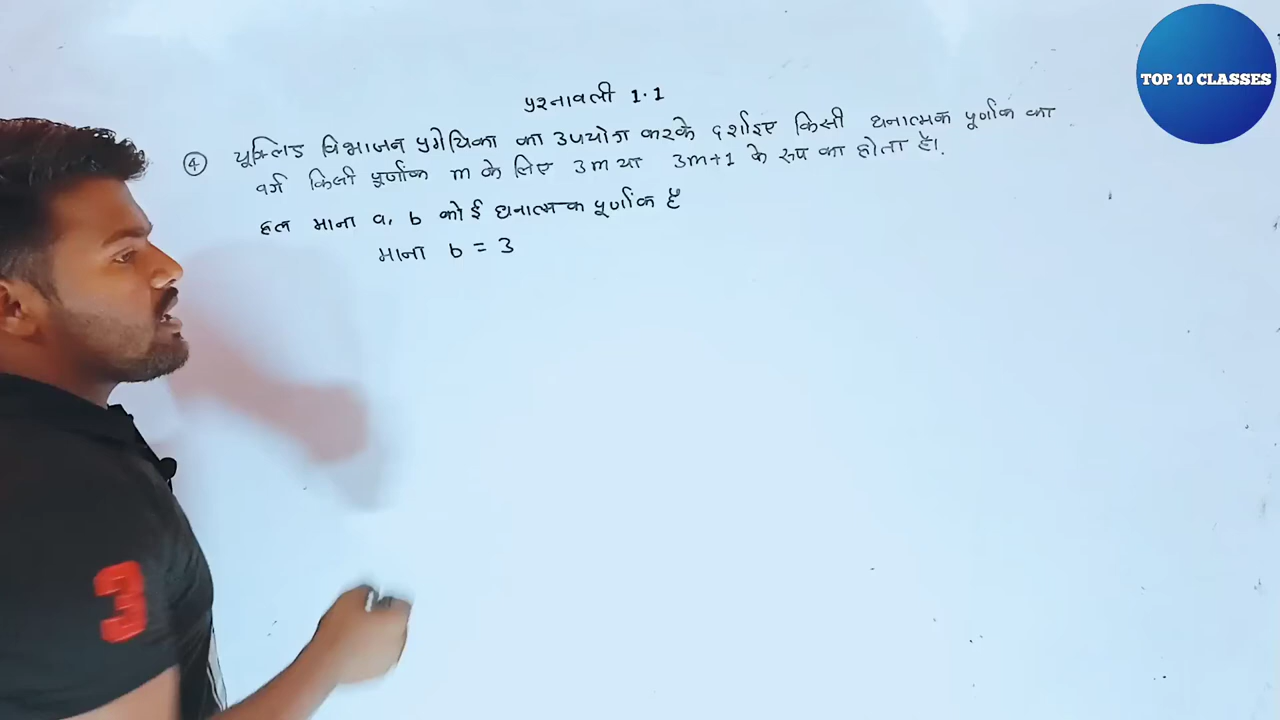 TOP 10 CLASSES
प्रश्नावली 1.1
④ यूक्लिड विभाजन प्रमेयिका का उपयोग करके दर्शाइए किसी धनात्मक पूर्णांक का
वर्ग किसी पूर्णांक m के लिए 3m या 3m+1 के रूप का होता है।
हल माना a, b कोई धनात्मक पूर्णांक है
माना b = 3
3